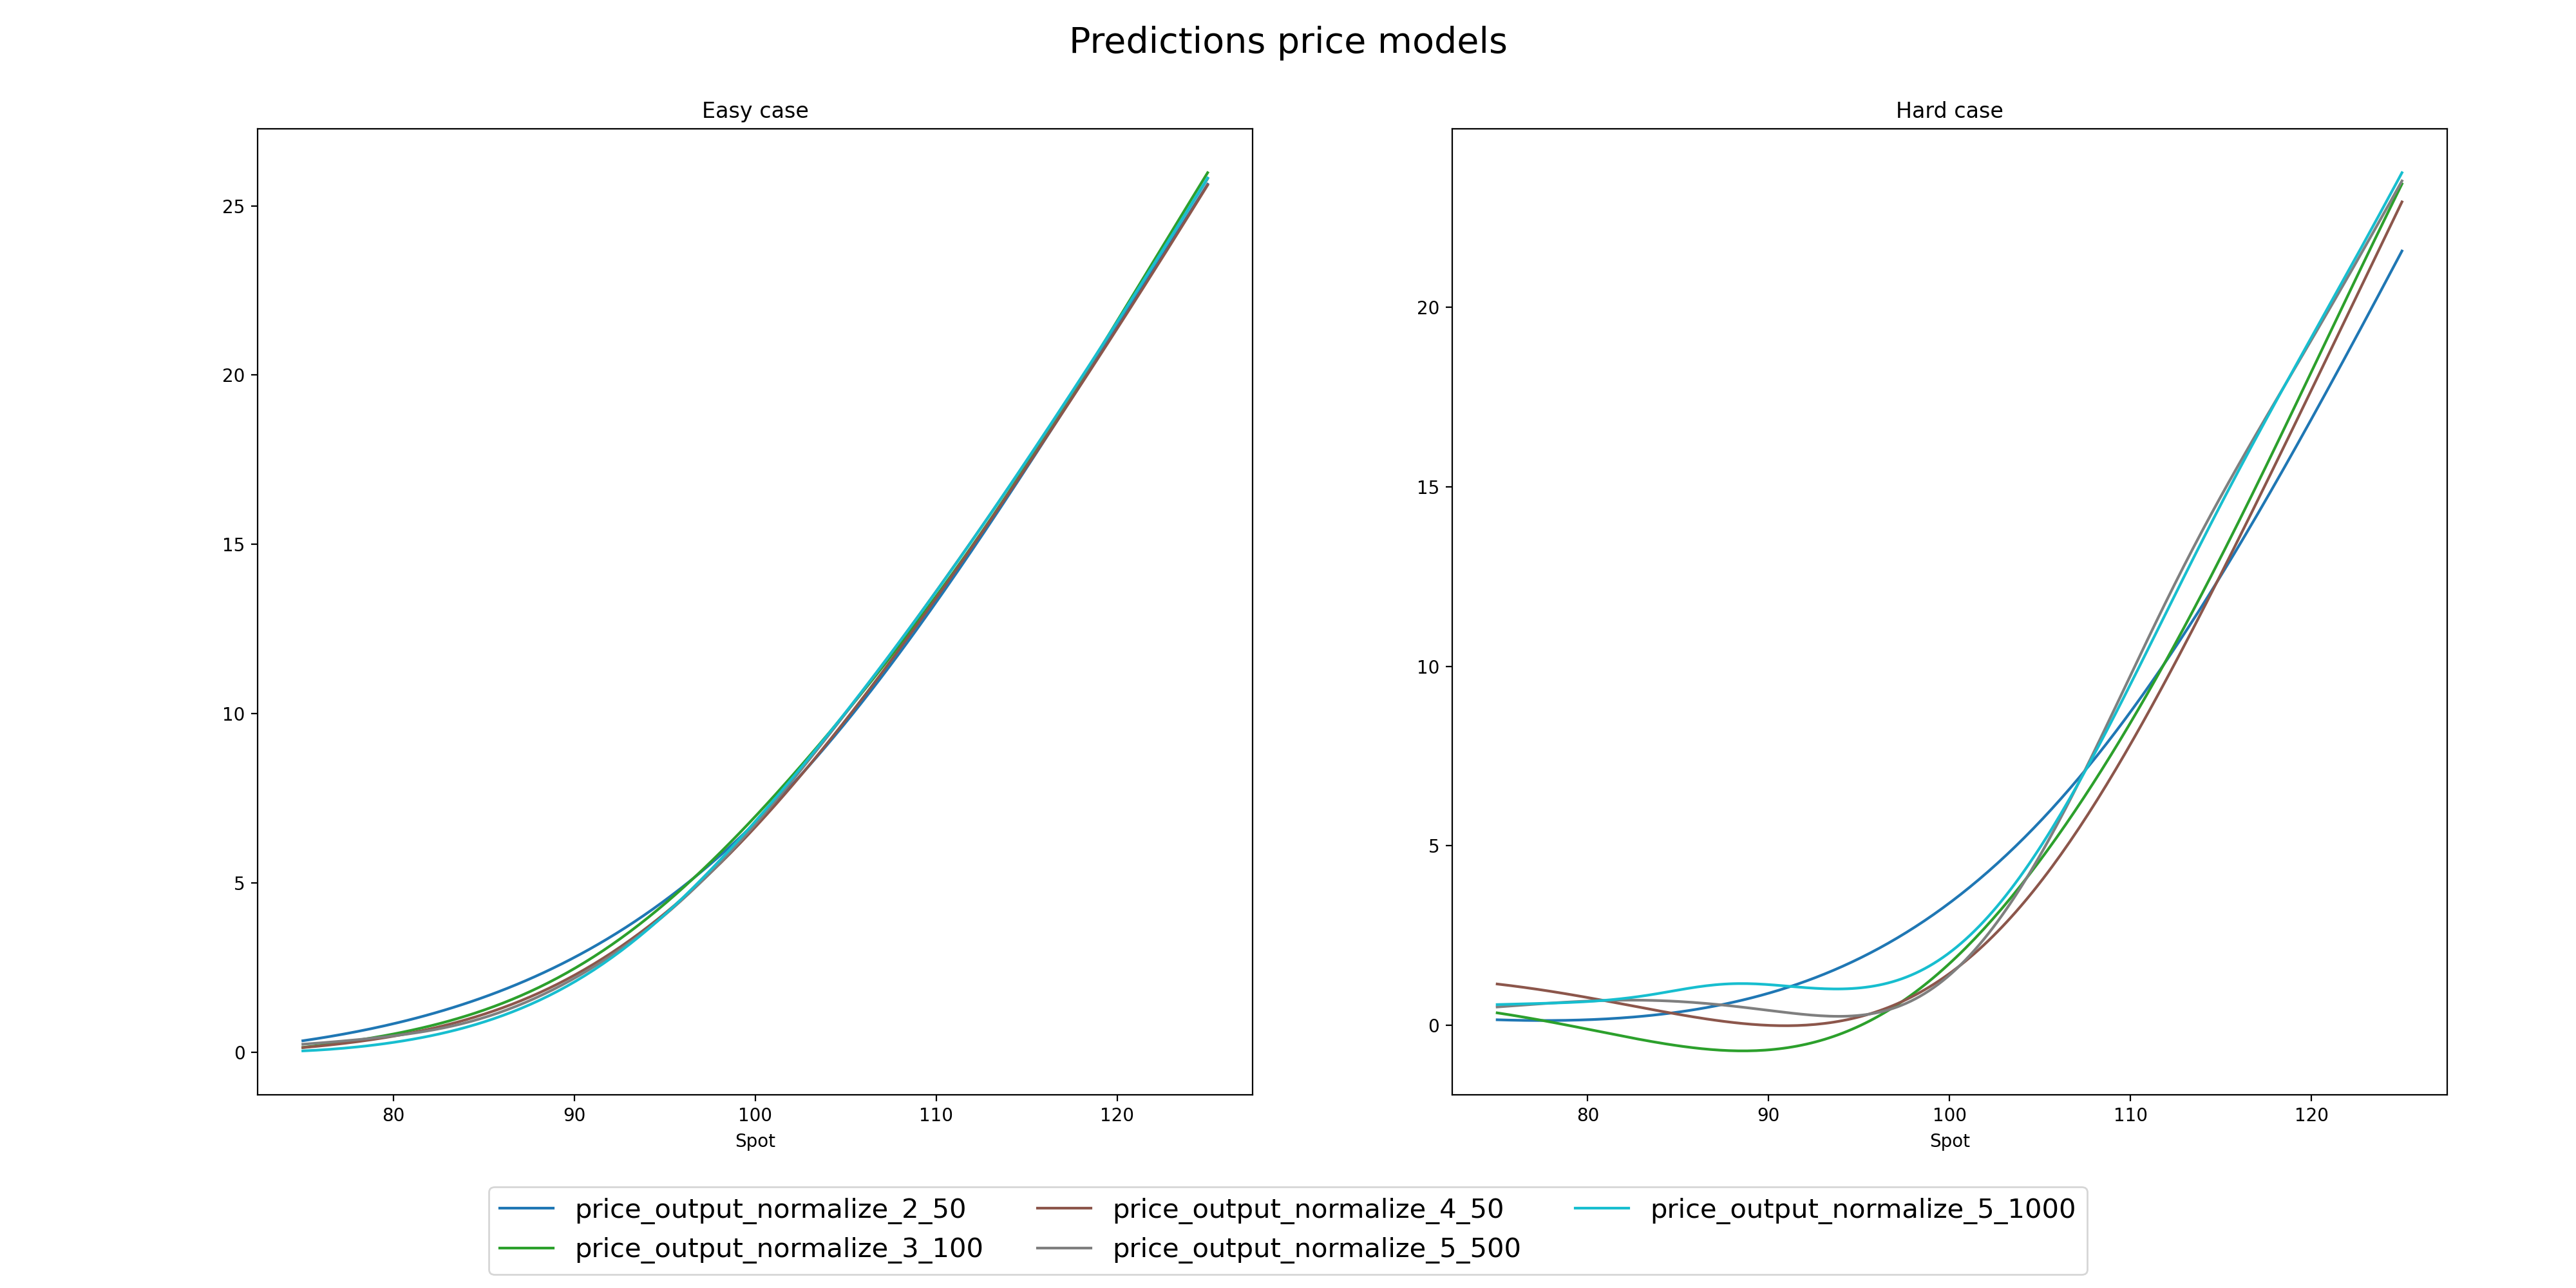 Predictions price models
Easy case
25
20
15
10
5
0
80 90 100 110 120
Spot
Hard case
20
15
10
5
0
80 90 100 110 120
Spot
price_output_normalize_2_50
price_output_normalize_3_100
price_output_normalize_4_50
price_output_normalize_5_500
price_output_normalize_5_1000